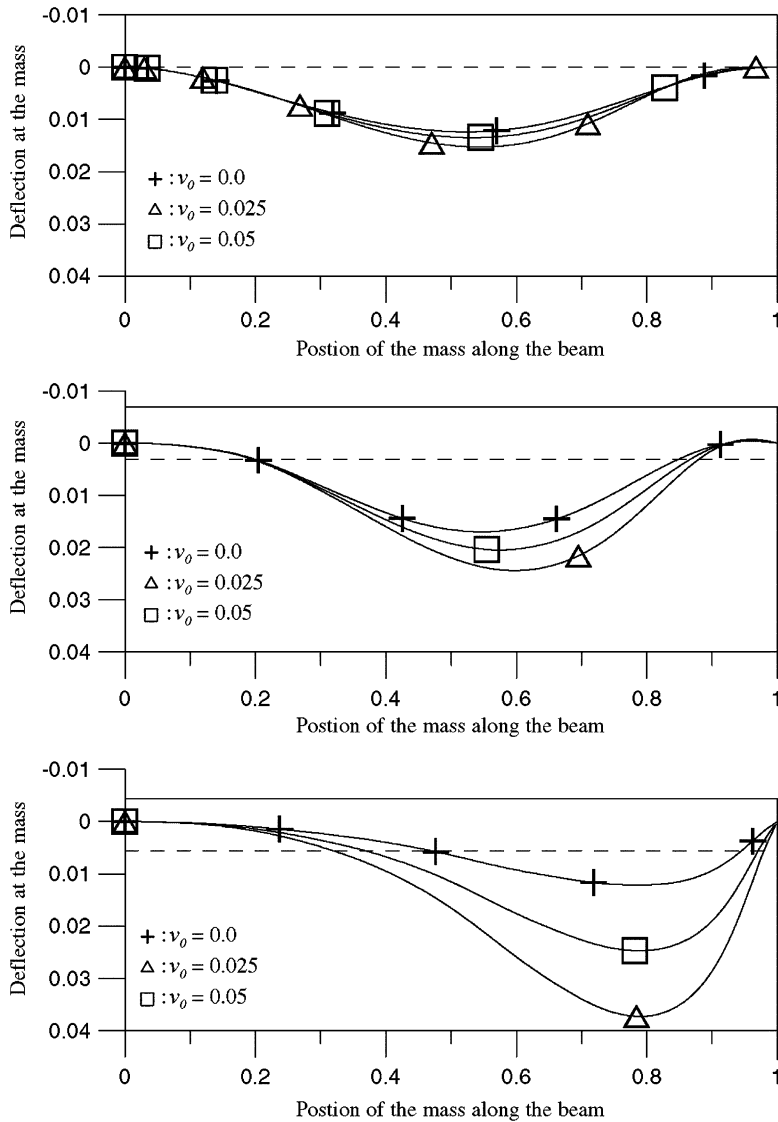 -0.01
0
0.01
0.02
0.03
0.04
Deflection at the mass
+ : v₀ = 0.0
△ : v₀ = 0.025
□ : v₀ = 0.05
0 0.2 0.4 0.6 0.8 1
Postion of the mass along the beam
-0.01
0
0.01
0.02
0.03
0.04
Deflection at the mass
+ : v₀ = 0.0
△ : v₀ = 0.025
□ : v₀ = 0.05
0 0.2 0.4 0.6 0.8 1
Postion of the mass along the beam
-0.01
0
0.01
0.02
0.03
0.04
Deflection at the mass
+ : v₀ = 0.0
△ : v₀ = 0.025
□ : v₀ = 0.05
0 0.2 0.4 0.6 0.8 1
Postion of the mass along the beam